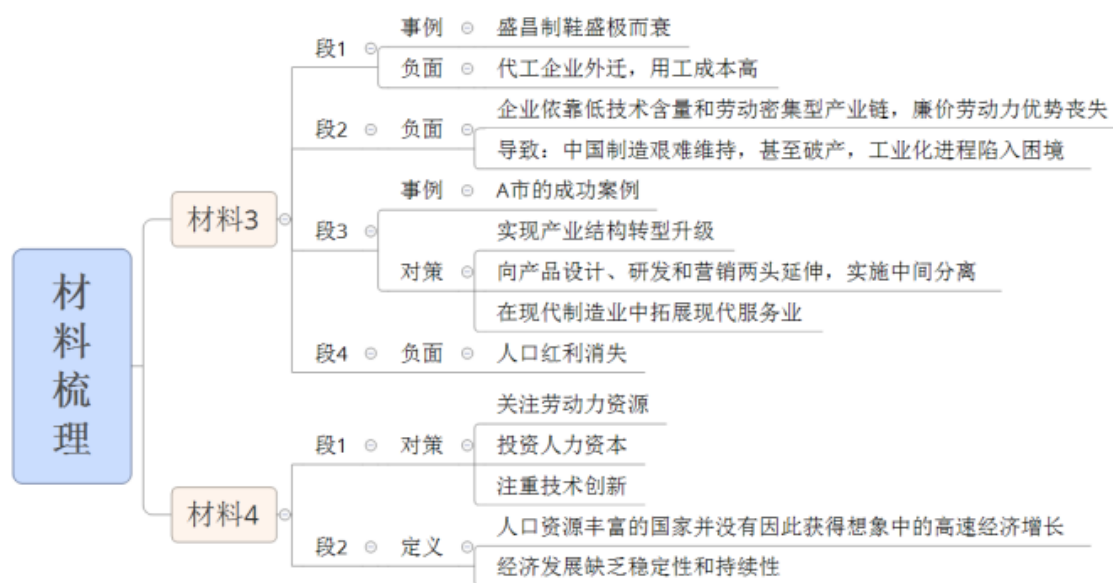 材料梳理
材料3
段1
事例
盛昌制鞋盛极而衰
负面
代工企业外迁，用工成本高
段2
负面
企业依靠低技术含量和劳动密集型产业链，廉价劳动力优势丧失
导致：中国制造艰难维持，甚至破产，工业化进程陷入困境
段3
事例
A市的成功案例
对策
实现产业结构转型升级
向产品设计、研发和营销两头延伸，实施中间分离
在现代制造业中拓展现代服务业
段4
负面
人口红利消失
材料4
段1
对策
关注劳动力资源
投资人力资本
注重技术创新
段2
定义
人口资源丰富的国家并没有因此获得想象中的高速经济增长
经济发展缺乏稳定性和持续性